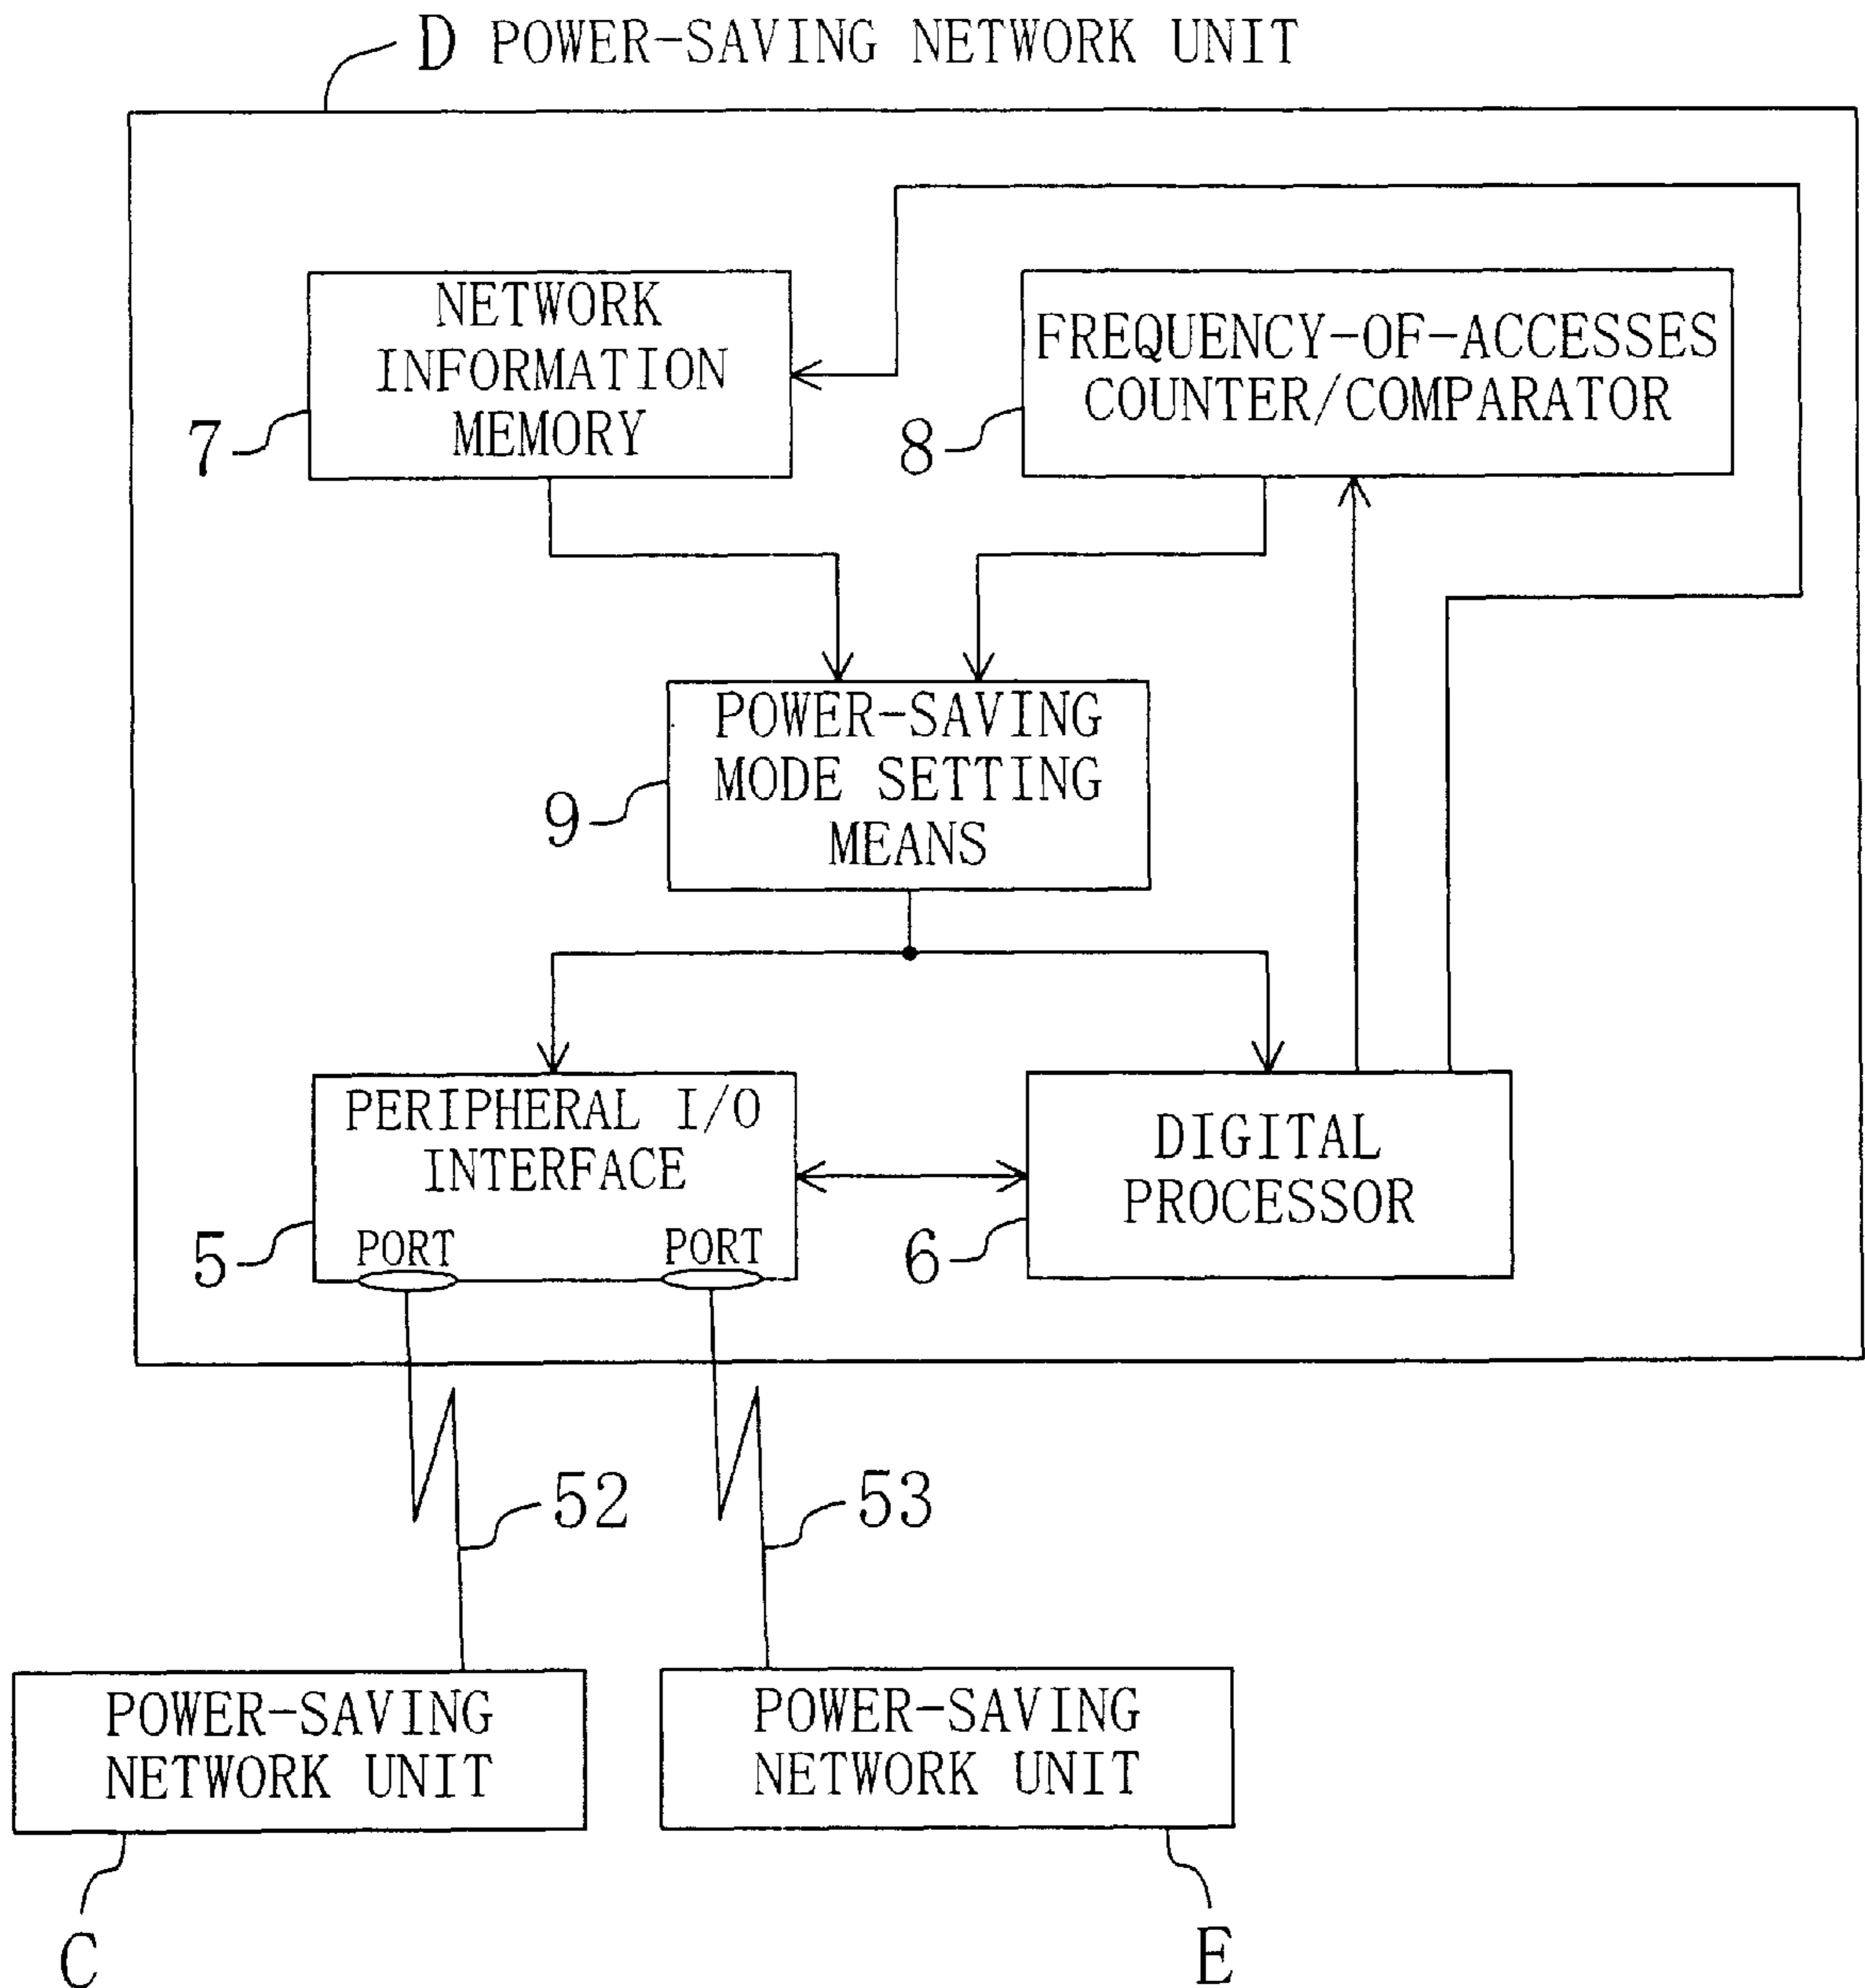 D POWER-SAVING NETWORK UNIT
NETWORK
INFORMATION
MEMORY
7
FREQUENCY-OF-ACCESSES
COUNTER/COMPARATOR
8
POWER-SAVING
MODE SETTING
MEANS
9
PERIPHERAL I/O
INTERFACE
PORT
PORT
5
DIGITAL
PROCESSOR
6
52
53
POWER-SAVING
NETWORK UNIT
POWER-SAVING
NETWORK UNIT
C
E